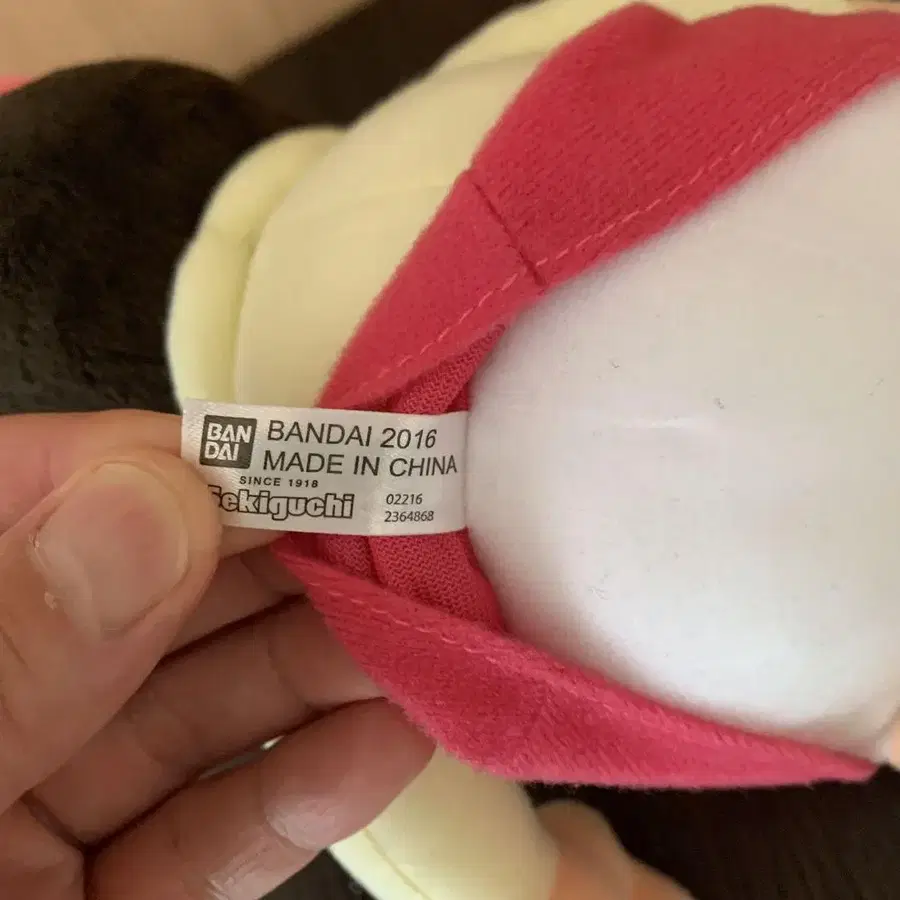 BAN
DAI
BANDAI 2016
MADE IN CHINA
SINCE 1918
Sekiguchi
02216
2364868